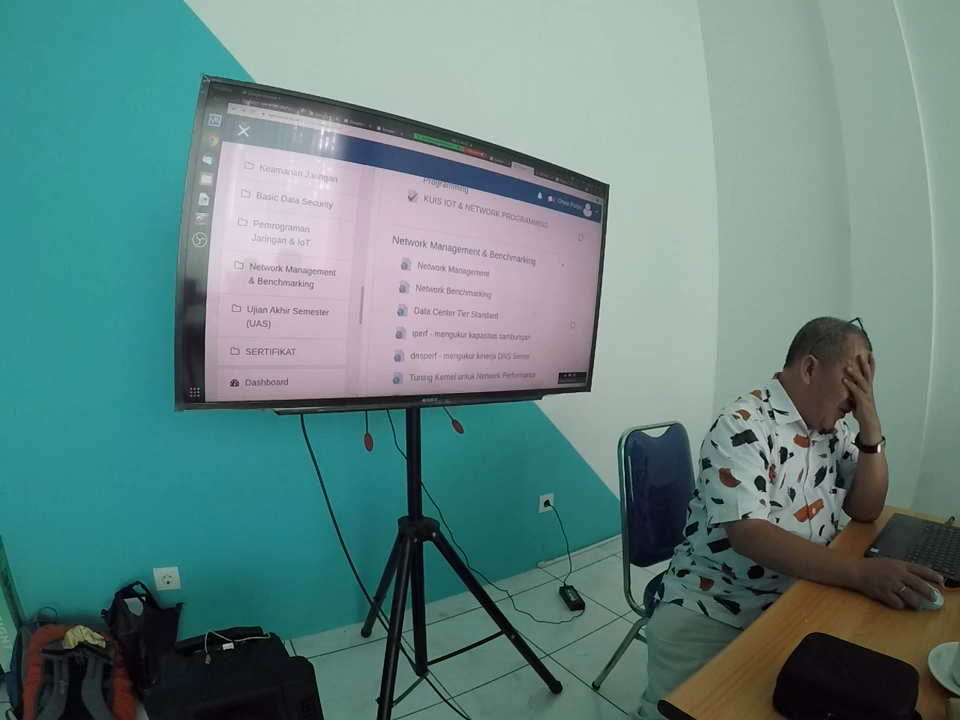 Keamanan Jaringan
Basic Data Security
Pemrograman
Jaringan & IoT
Network Management
& Benchmarking
Ujian Akhir Semester
(UAS)
SERTIFIKAT
Dashboard
Programming
KUIS IOT & NETWORK PROGRAMMING
Network Management & Benchmarking
Network Management
Network Benchmarking
Data Center Tier Standard
iperf - mengukur kapasitas sambungan
dnsperf - mengukur kinerja DNS Server
Tuning Kernel untuk Network Performance
SONY